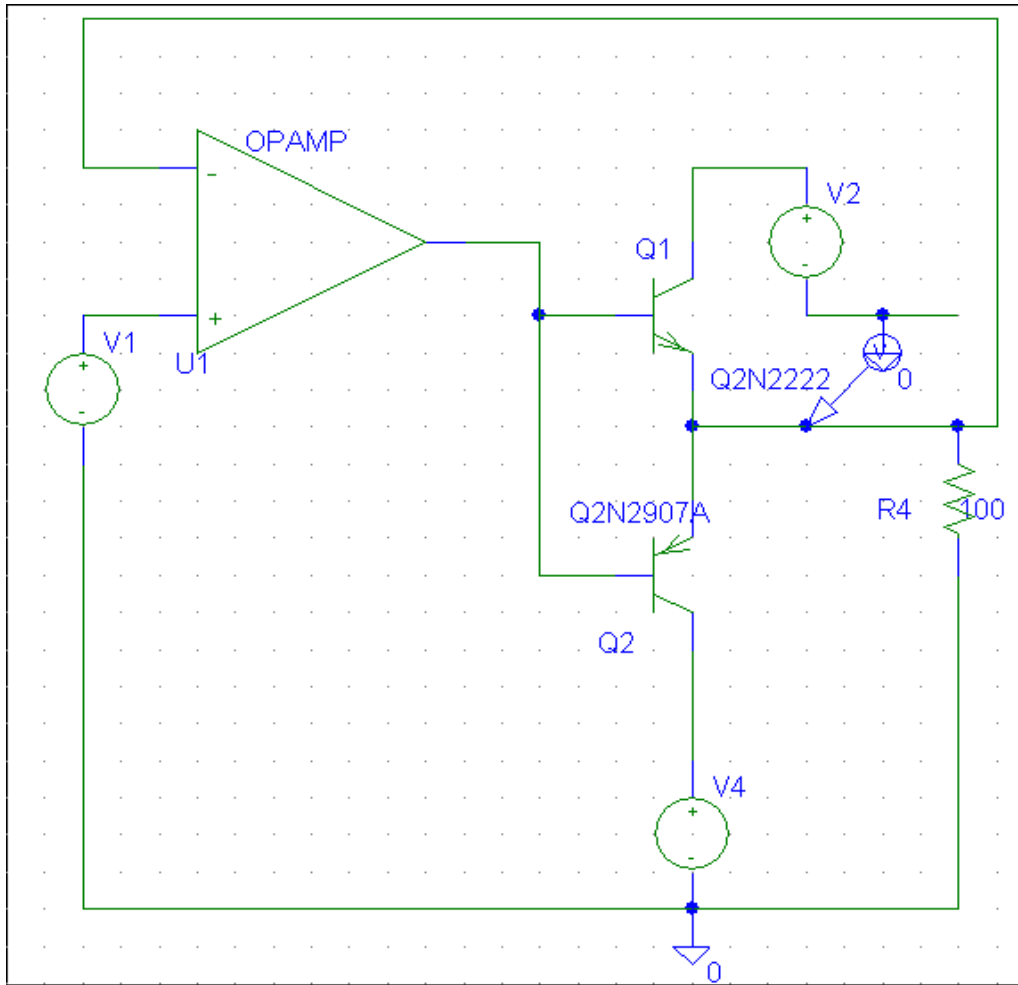 OPAMP
-
V2
+
-
Q1
+
V1
U1
+
-
V
0
Q2N2222
Q2N2907A
R4
100
Q2
V4
+
-
0